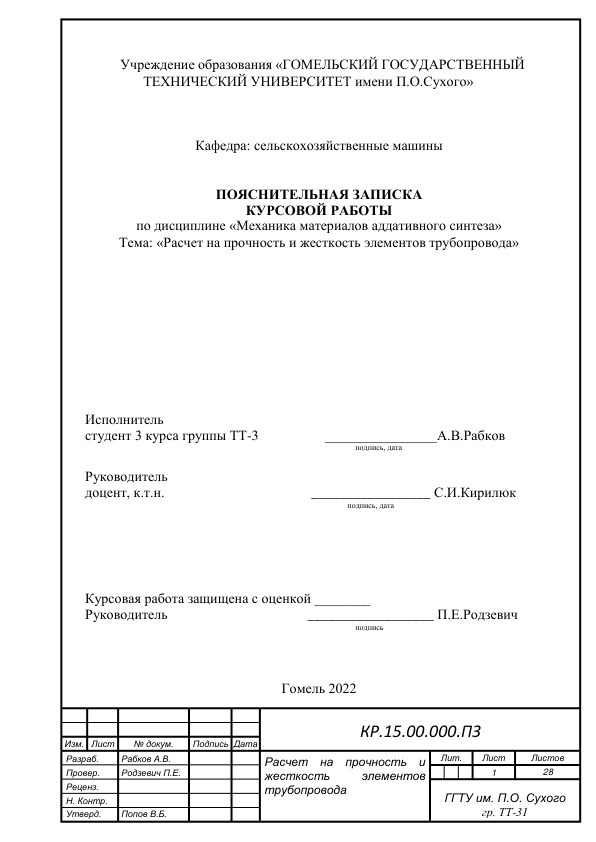 Учреждение образования «ГОМЕЛЬСКИЙ ГОСУДАРСТВЕННЫЙ
ТЕХНИЧЕСКИЙ УНИВЕРСИТЕТ имени П.О.Сухого»
Кафедра: сельскохозяйственные машины
ПОЯСНИТЕЛЬНАЯ ЗАПИСКА
КУРСОВОЙ РАБОТЫ
по дисциплине «Механика материалов аддативного синтеза»
Тема: «Расчет на прочность и жесткость элементов трубопровода»
Исполнитель
студент 3 курса группы ТТ-3 ________________А.В.Рабков
подпись, дата
Руководитель
доцент, к.т.н. _________________ С.И.Кирилюк
подпись, дата
Курсовая работа защищена с оценкой ________
Руководитель __________________ П.Е.Родзевич
подпись
Гомель 2022
КР.15.00.000.ПЗ
Изм. Лист № докум. Подпись Дата
Разраб. Рабков А.В.
Провер. Родзевич П.Е.
Реценз.
Н. Контр.
Утверд. Попов В.Б.
Расчет на прочность и
жесткость элементов
трубопровода
Лит. Лист Листов
1 28
ГГТУ им. П.О. Сухого
гр. ТТ-31